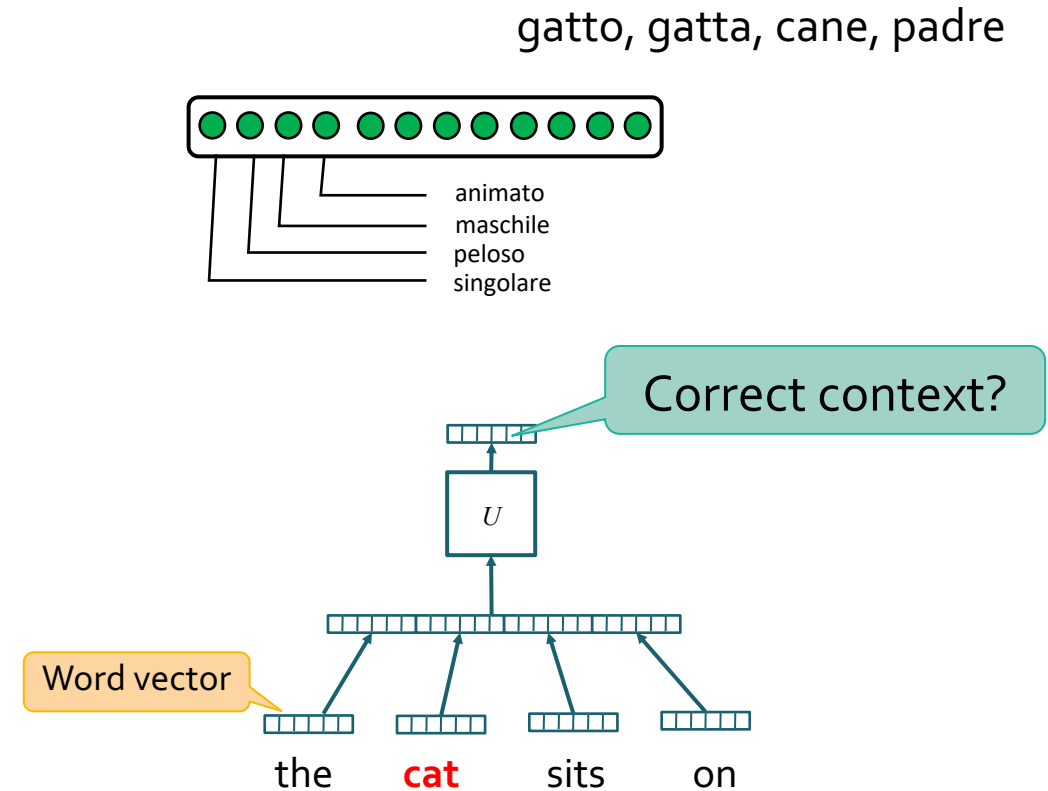 gatto, gatta, cane, padre
animato
maschile
peloso
singolare
Correct context?
U
Word vector
the cat sits on